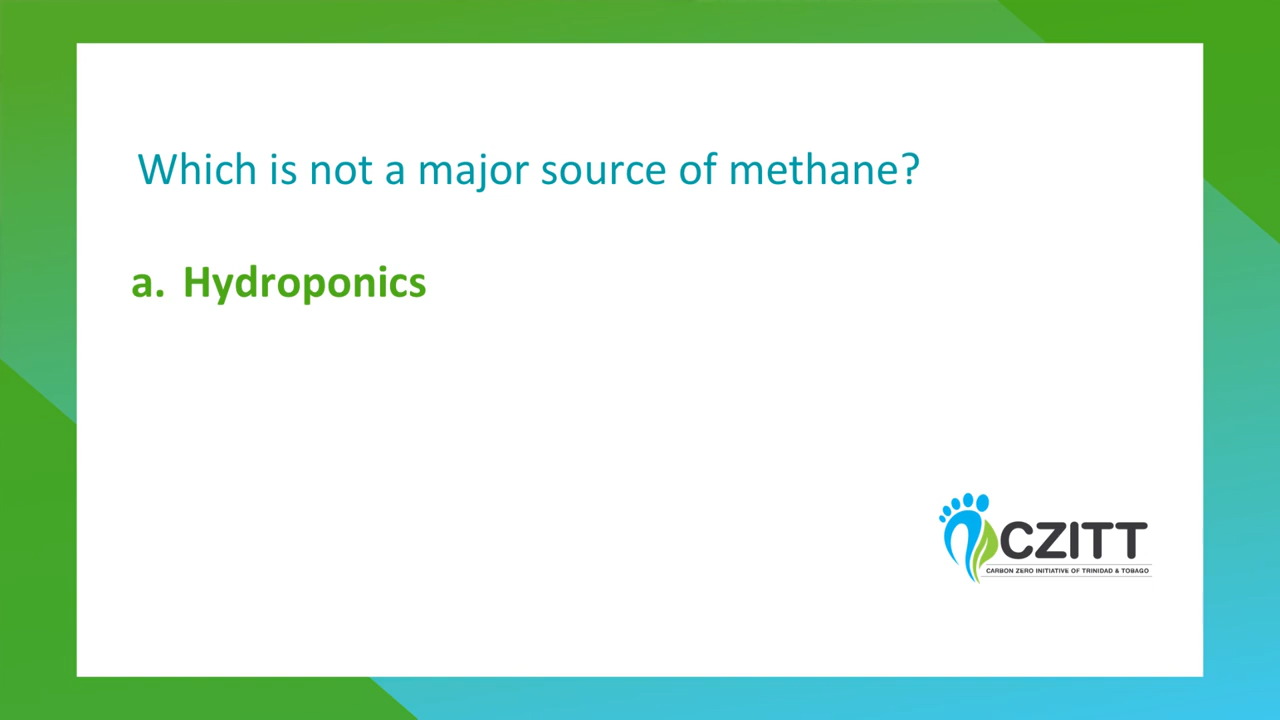 Which is not a major source of methane?
a. Hydroponics
CZITT
CARBON ZERO INITIATIVE OF TRINIDAD & TOBAGO